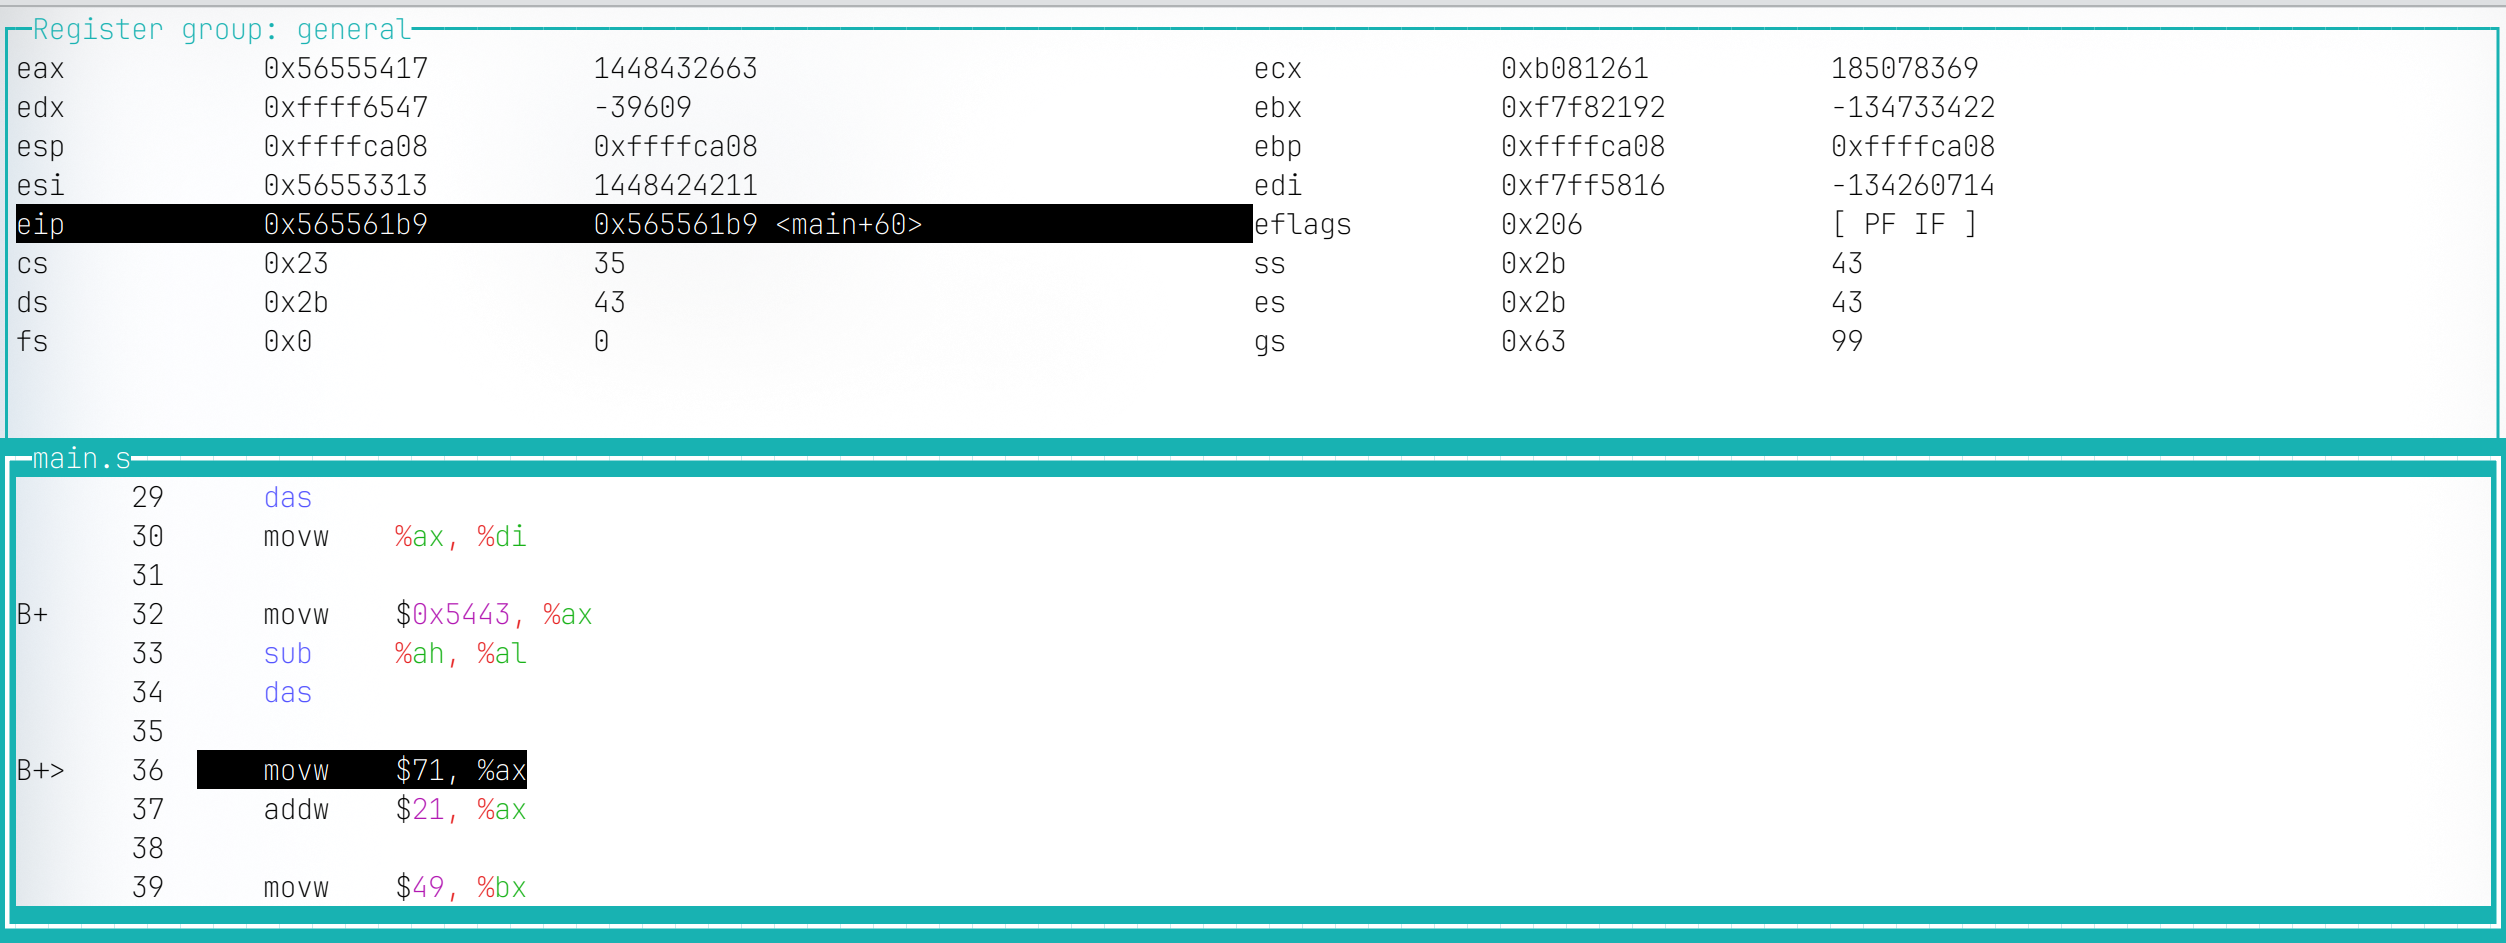 Register group: general
eax 0x56555417 1448432663 ecx 0xb081261 185078369
edx 0xffff6547 -39609 ebx 0xf7f82192 -134733422
esp 0xffffca08 0xffffca08 ebp 0xffffca08 0xffffca08
esi 0x56553313 1448424211 edi 0xf7ff5816 -134260714
eip 0x565561b9 0x565561b9 <main+60> eflags 0x206 [ PF IF ]
cs 0x23 35 ss 0x2b 43
ds 0x2b 43 es 0x2b 43
fs 0x0 0 gs 0x63 99
main.s
29 das
30 movw %ax, %di
31
B+ 32 movw $0x5443, %ax
33 sub %ah, %al
34 das
35
B+> 36 movw $71, %ax
37 addw $21, %ax
38
39 movw $49, %bx